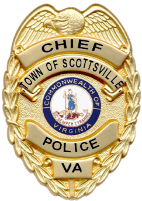 CHIEF
TOWN OF SCOTTSVILLE
COMMONWEALTH OF
VIRGINIA
POLICE
VA